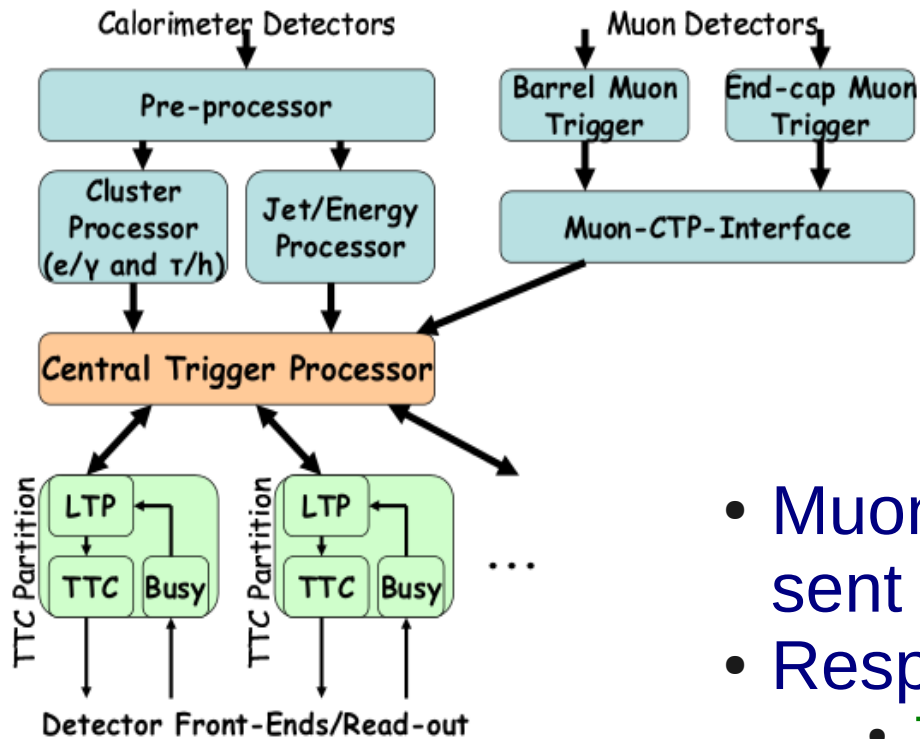 Calorimeter Detectors
Muon Detectors
Pre-processor
Barrel Muon
Trigger
End-cap Muon
Trigger
Cluster
Processor
(e/γ and τ/h)
Jet/Energy
Processor
Muon-CTP-Interface
Central Trigger Processor
TTC Partition
LTP
TTC
Busy
TTC Partition
LTP
TTC
Busy
...
Detector Front-Ends/Read-out
• Muon
sent
• Resp
•